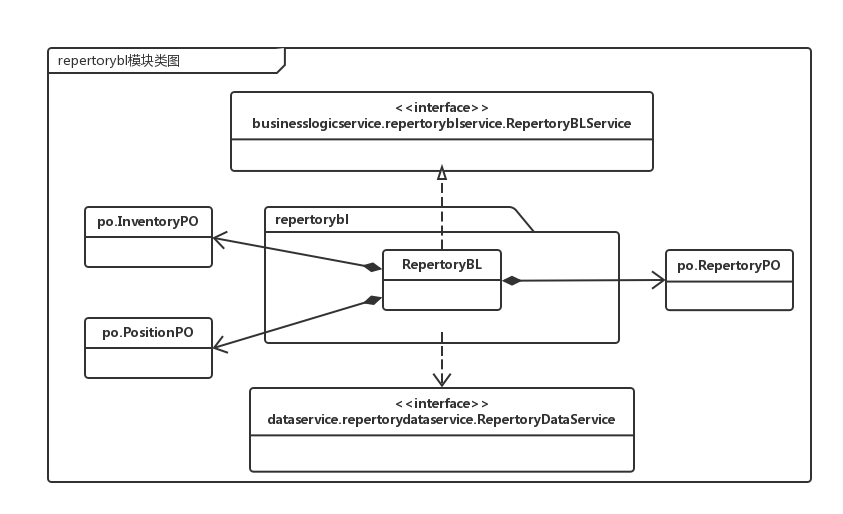 repertorybl模块类图
<<interface>>
businesslogicservice.repertoryblservice.RepertoryBLService
po.InventoryPO
repertorybl
RepertoryBL
po.RepertoryPO
po.PositionPO
<<interface>>
dataservice.repertorydataservice.RepertoryDataService